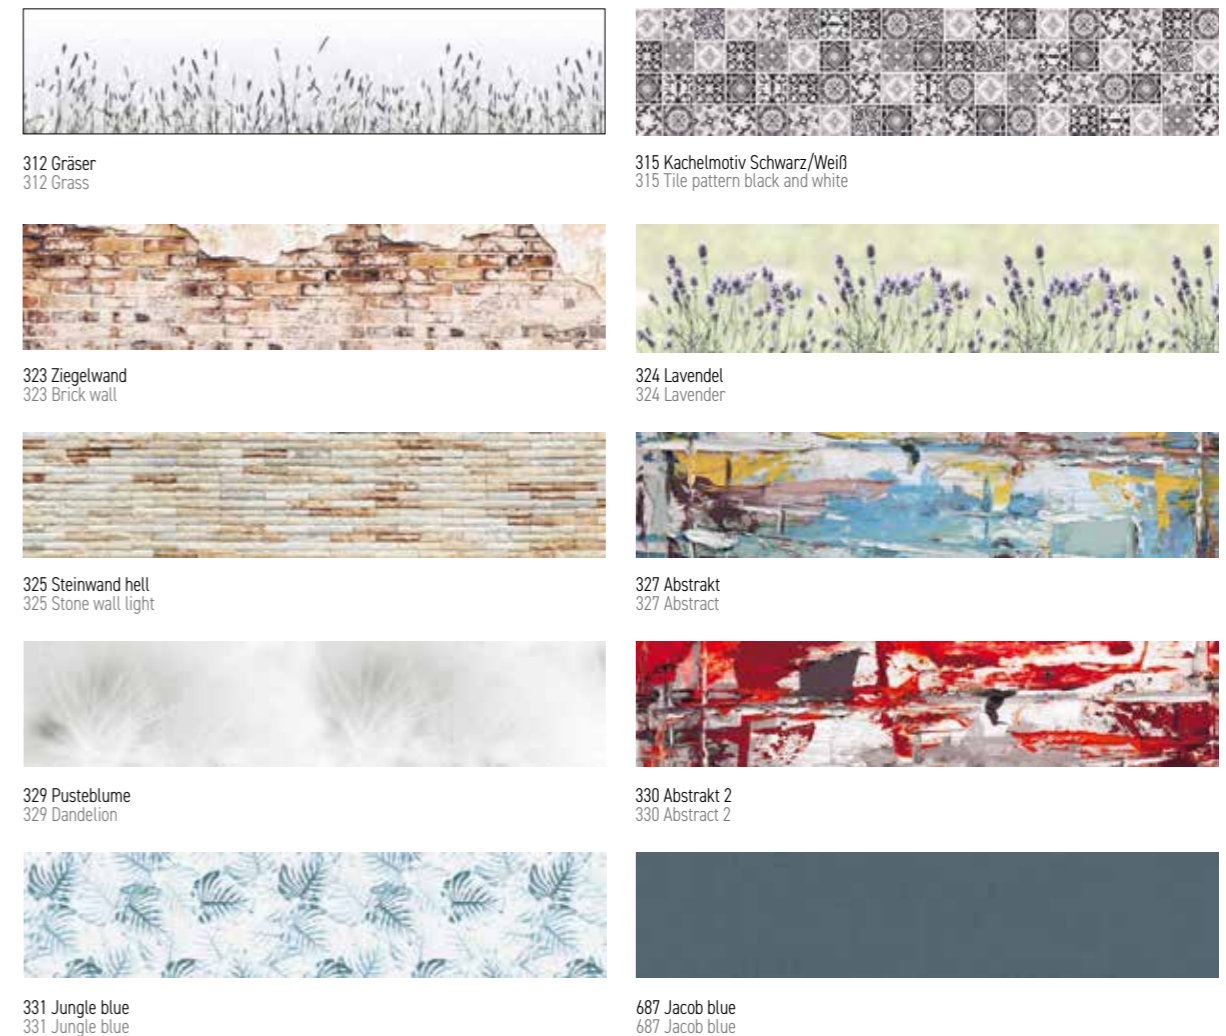 312 Gräser
312 Grass
315 Kachelmotiv Schwarz/Weiß
315 Tile pattern black and white
323 Ziegelwand
323 Brick wall
324 Lavendel
324 Lavender
325 Steinwand hell
325 Stone wall light
327 Abstrakt
327 Abstract
329 Pusteblume
329 Dandelion
330 Abstrakt 2
330 Abstract 2
331 Jungle blue
331 Jungle blue
687 Jacob blue
687 Jacob blue